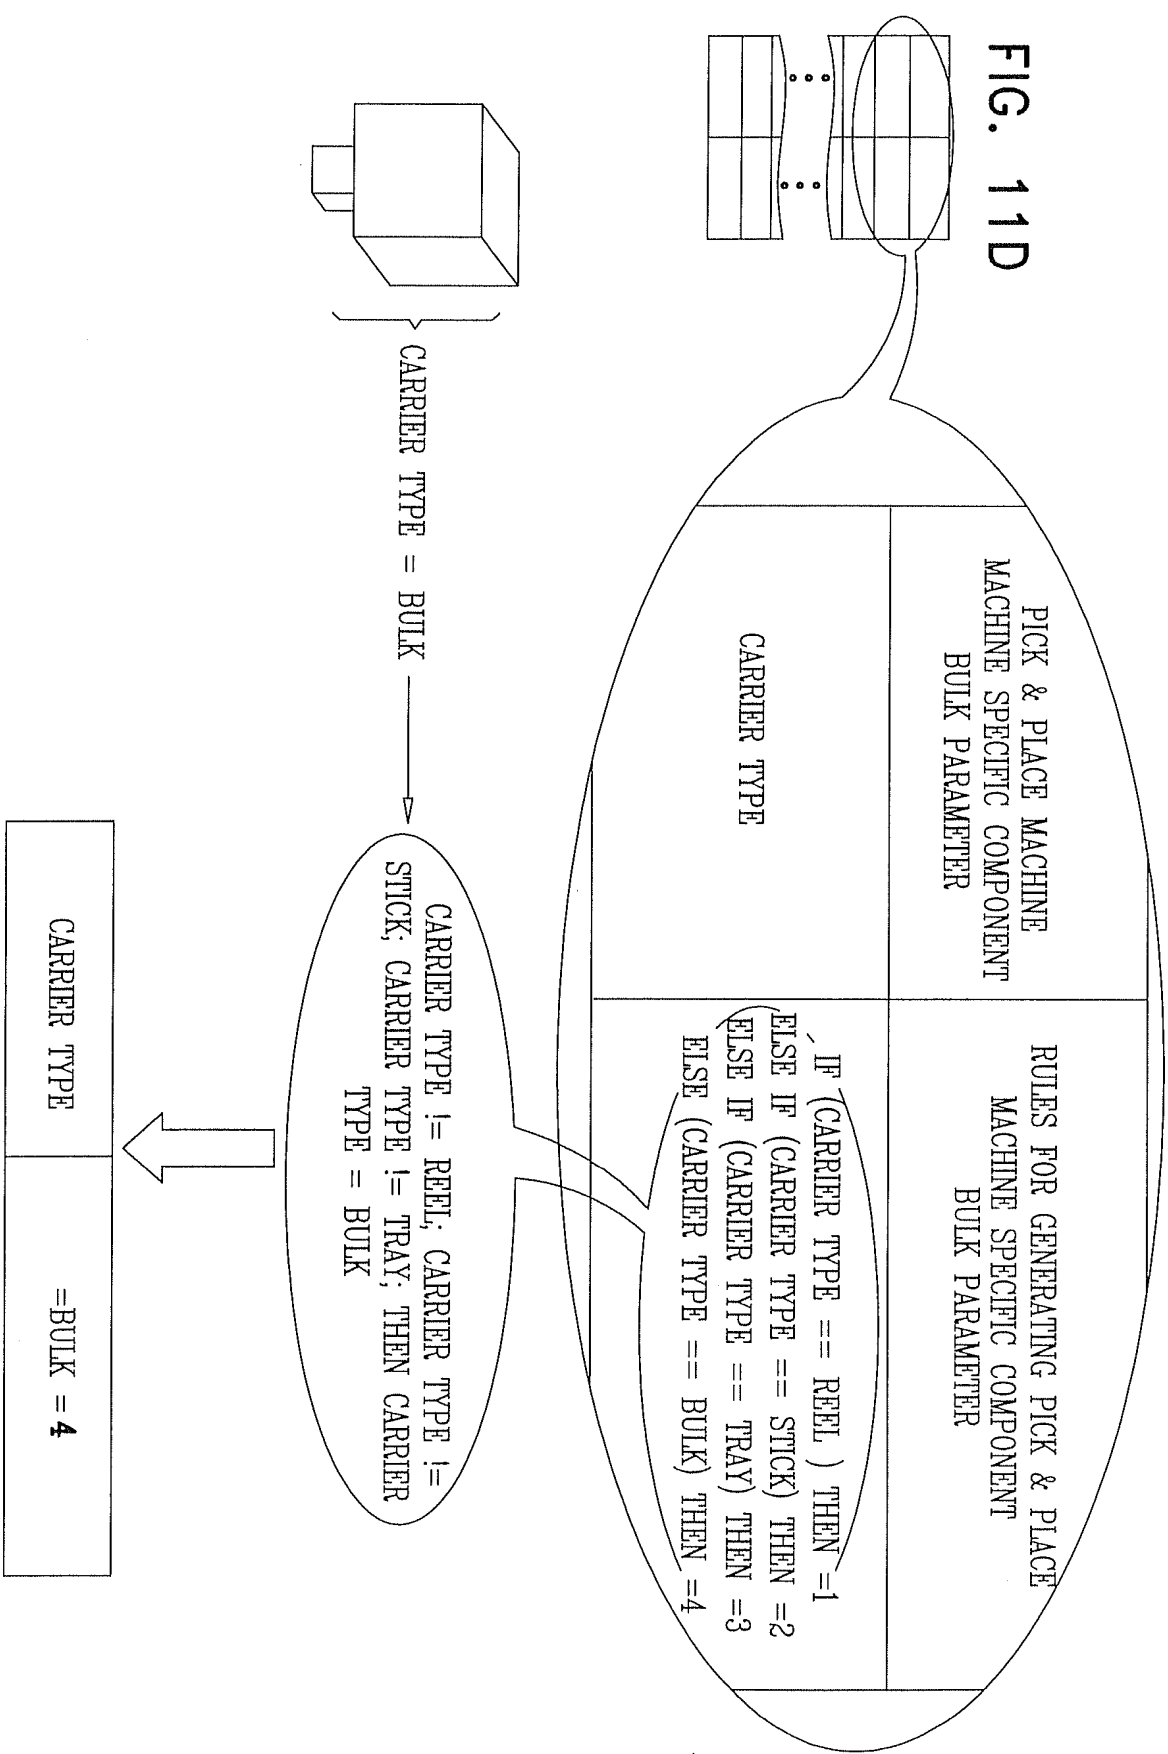 FIG. 11D
PICK & PLACE MACHINE
MACHINE SPECIFIC COMPONENT
BULK PARAMETER
RULES FOR GENERATING PICK & PLACE
MACHINE SPECIFIC COMPONENT
BULK PARAMETER
CARRIER TYPE
IF (CARRIER TYPE == REEL ) THEN =1
ELSE IF (CARRIER TYPE == STICK) THEN =2
ELSE IF (CARRIER TYPE == TRAY) THEN =3
ELSE (CARRIER TYPE == BULK) THEN =4
CARRIER TYPE = BULK
CARRIER TYPE != REEL; CARRIER TYPE !=
STICK; CARRIER TYPE != TRAY; THEN CARRIER
TYPE = BULK
CARRIER TYPE
=BULK =4